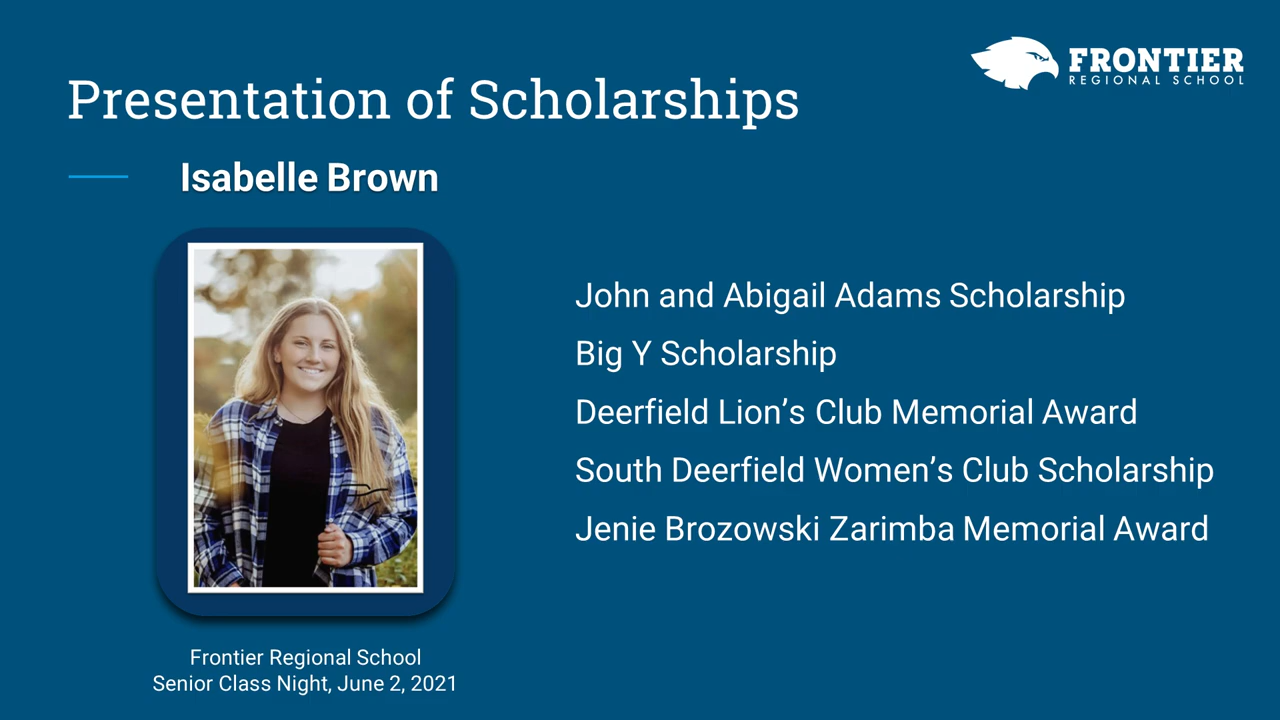 FRONTIER
REGIONAL SCHOOL
Presentation of Scholarships
Isabelle Brown
John and Abigail Adams Scholarship
Big Y Scholarship
Deerfield Lion’s Club Memorial Award
South Deerfield Women’s Club Scholarship
Jenie Brozowski Zarimba Memorial Award
Frontier Regional School
Senior Class Night, June 2, 2021